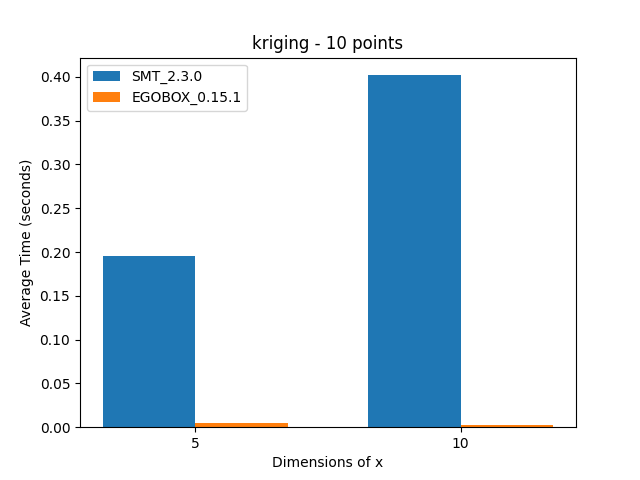 kriging - 10 points
SMT_2.3.0
EGOBOX_0.15.1
Average Time (seconds)
0.40
0.35
0.30
0.25
0.20
0.15
0.10
0.05
0.00
5
10
Dimensions of x